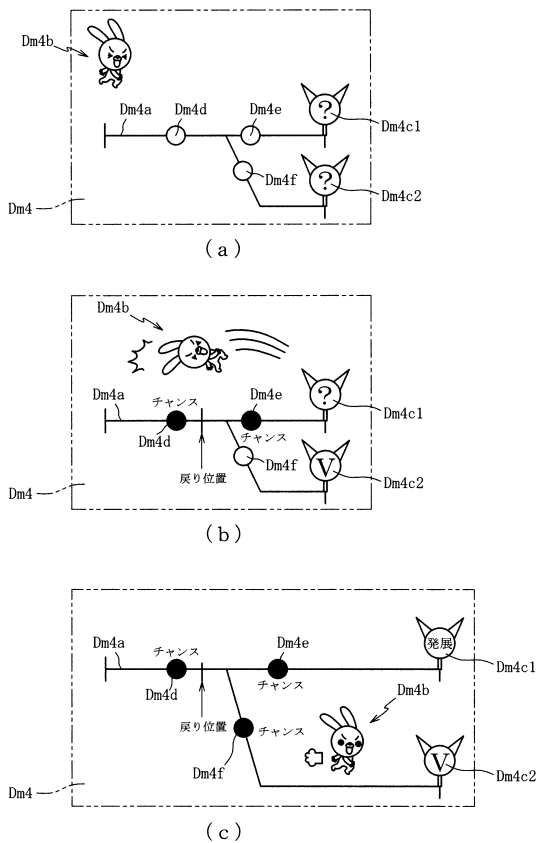 Dm4b
Dm4a
Dm4d
Dm4e
?
Dm4c1
Dm4f
?
Dm4c2
Dm4
(a)
Dm4b
Dm4a
チャンス
Dm4e
?
Dm4c1
Dm4d
チャンス
Dm4f
V
Dm4c2
戻り位置
Dm4
(b)
Dm4a
チャンス
Dm4e
発展
Dm4c1
Dm4d
チャンス
Dm4b
戻り位置
チャンス
Dm4f
V
Dm4c2
Dm4
(c)